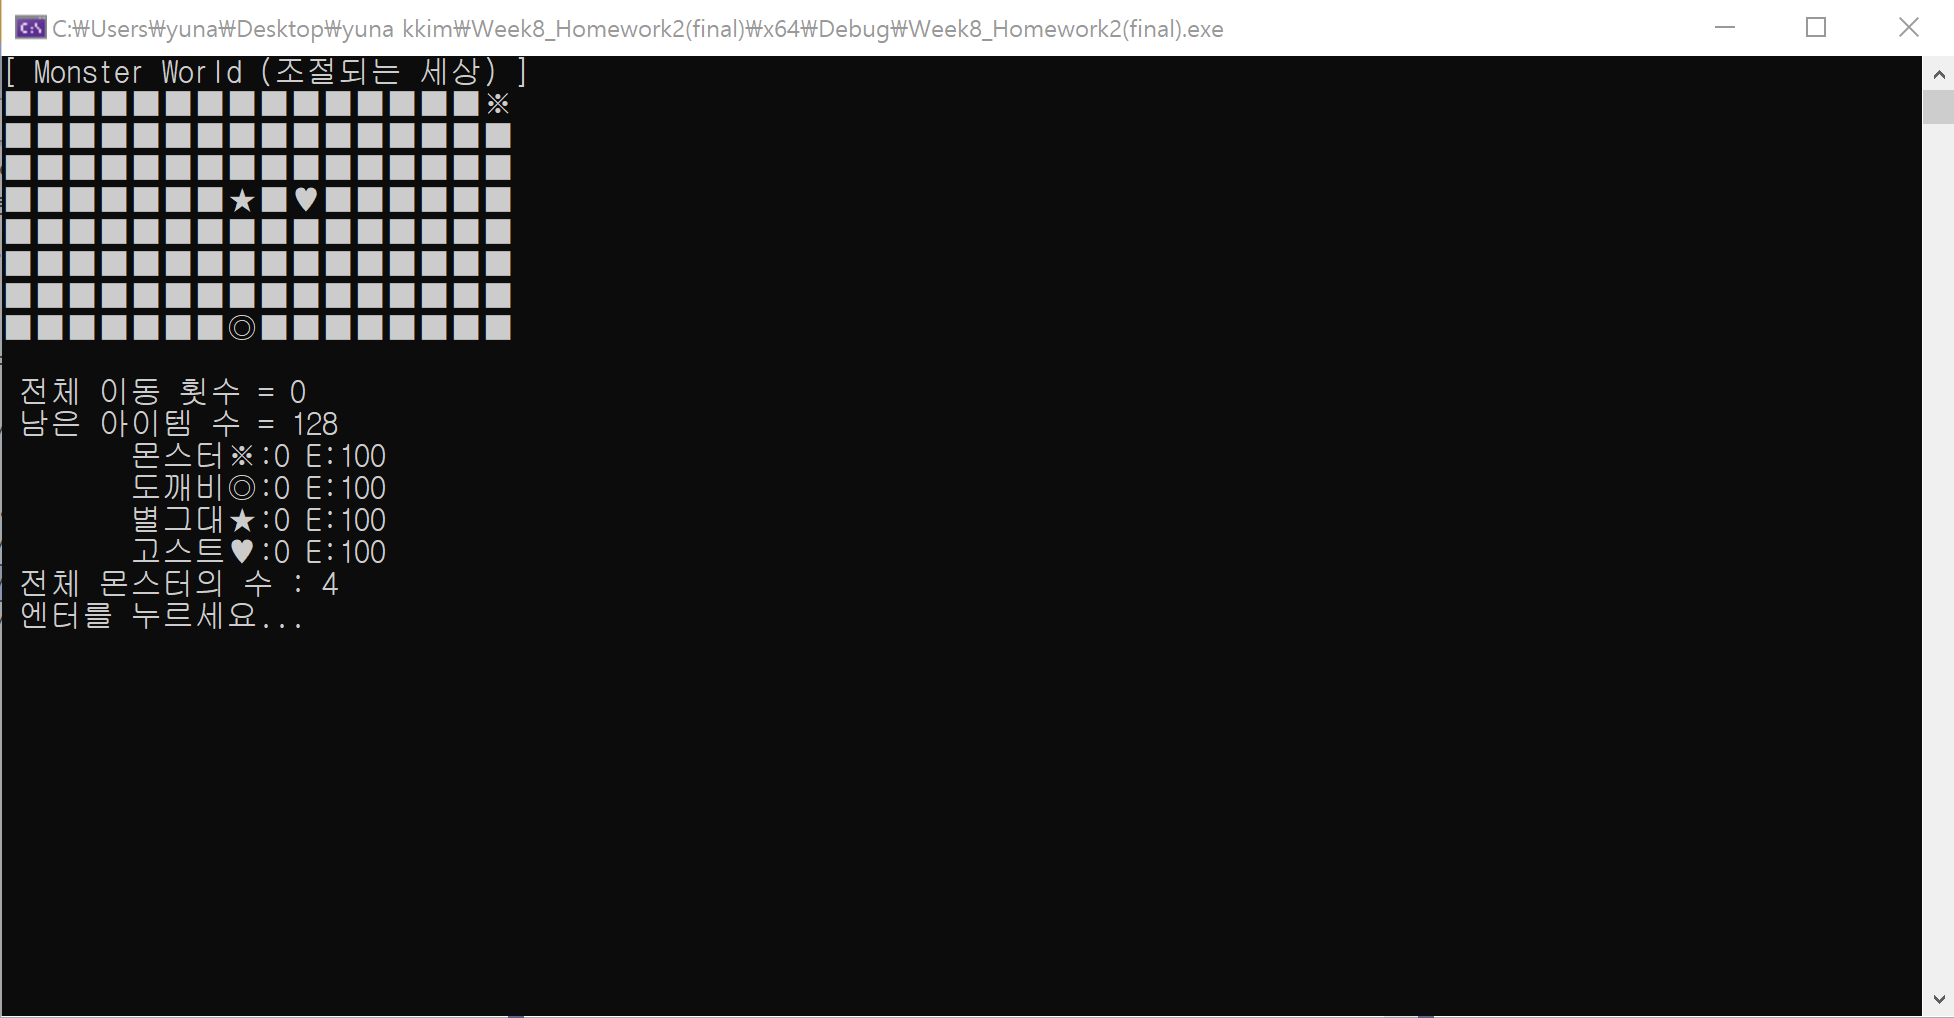 C:₩Users₩yuna₩Desktop₩yuna kkim₩Week8_Homework2(final)₩x64₩Debug₩Week8_Homework2(final).exe
[ Monster World (조절되는 세상) ]
■■■■■■■■■■■■■■■※
■■■■■■■■■■■■■■■■
■■■■■■■■■■■■■■■■
■■■■■■■★■♥■■■■■■
■■■■■■■■■■■■■■■■
■■■■■■■■■■■■■■■■
■■■■■■■■■■■■■■■■
■■■■■■■◎■■■■■■■■
전체 이동 횟수 = 0
남은 아이템 수 = 128
몬스터※:0 E:100
도깨비◎:0 E:100
별그대★:0 E:100
고스트♥:0 E:100
전체 몬스터의 수 : 4
엔터를 누르세요...